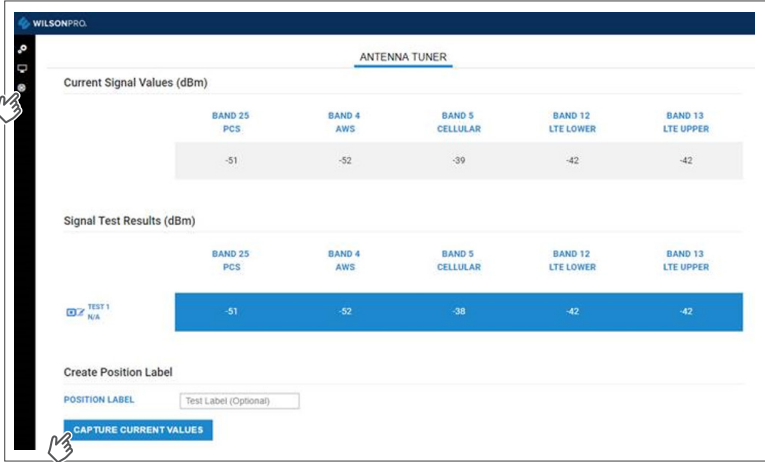 WILSONPRO.
ANTENNA TUNER
Current Signal Values (dBm)
BAND 25 BAND 4 BAND 5 BAND 12 BAND 13
PCS AWS CELLULAR LTE LOWER LTE UPPER
-51 -52 -39 -42 -42
Signal Test Results (dBm)
BAND 25 BAND 4 BAND 5 BAND 12 BAND 13
PCS AWS CELLULAR LTE LOWER LTE UPPER
TEST 1
N/A -51 -52 -38 -42 -42
Create Position Label
POSITION LABEL Test Label (Optional)
CAPTURE CURRENT VALUES